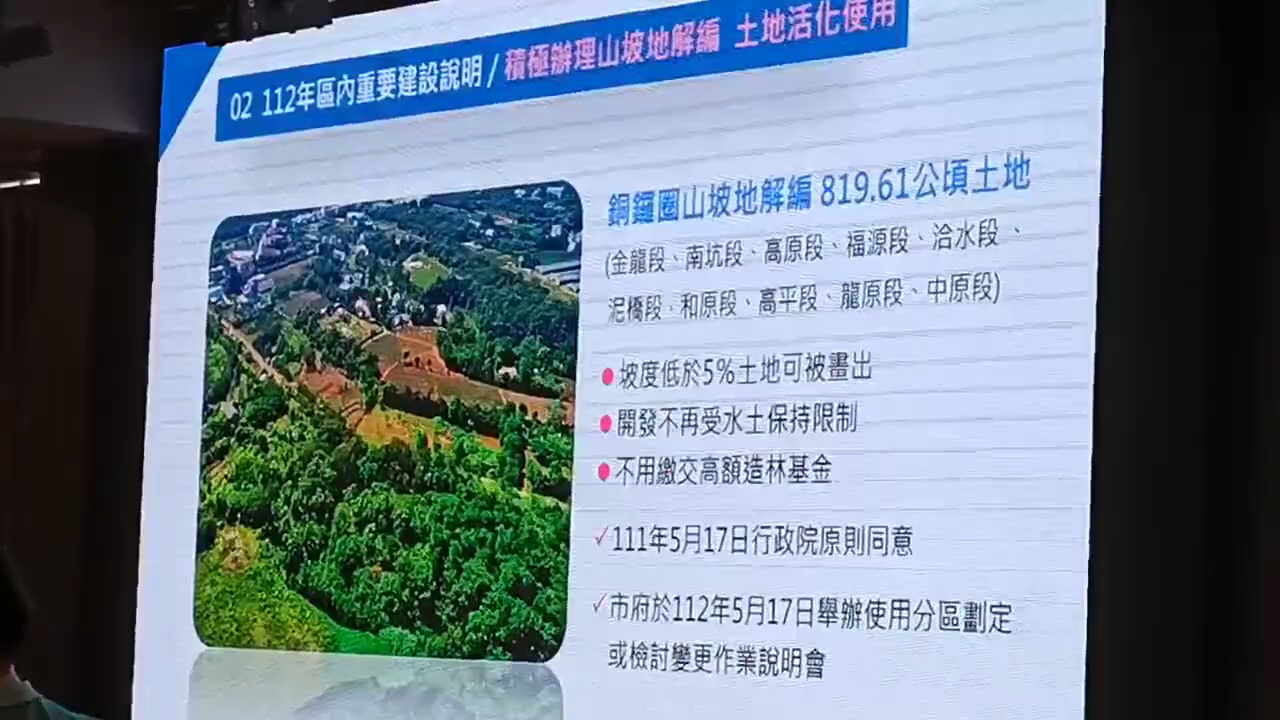 02 112年區內重要建設說明/積極辦理山坡地解編 土地活化使用
銅鑼圈山坡地解編 819.61公頃土地
(金龍段、南坑段、高原段、福源段、洽水段、
泥橋段、和原段、高平段、龍原段、中原段)
坡度低於5%土地可被畫出
開發不再受水土保持限制
不用繳交高額造林基金
✓111年5月17日行政院原則同意
✓市府於112年5月17日舉辦使用分區劃定
或檢討變更作業說明會